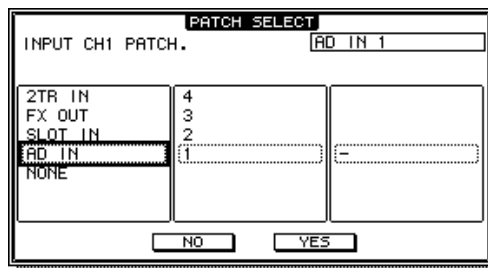 PATCH SELECT
INPUT CH1 PATCH.
AD IN 1
2TR IN
FX OUT
SLOT IN
AD IN
NONE
4
3
2
1
-
NO
YES